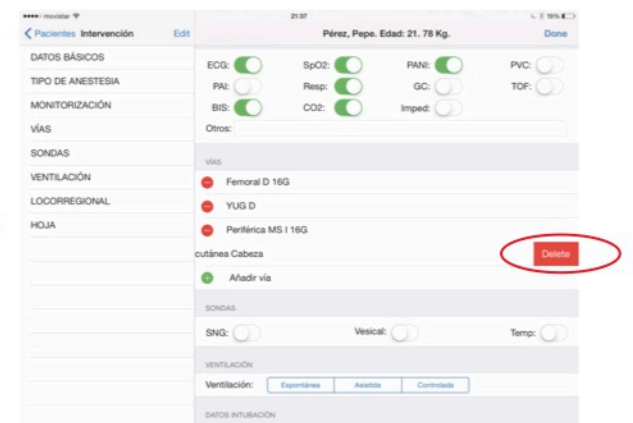 movistar 21:37
Pacientes Intervención Edit Pérez, Pepe. Edad: 21. 78 Kg. Done
DATOS BÁSICOS
TIPO DE ANESTESIA
MONITORIZACIÓN
VÍAS
SONDAS
VENTILACIÓN
LOCORREGIONAL
HOJA
ECG: SpO2: PANI: PVC:
PAI: Resp: GC: TOF:
BIS: CO2: Imped:
Otros:
VÍAS
Femoral D 16G
YUG D
Periférica MS I 16G
cutánea Cabeza Delete
Añadir vía
SONDAS
SNG: Vesical: Temp:
VENTILACIÓN
Ventilación: Espontánea Asistida Controlada
DATOS INTUBACIÓN